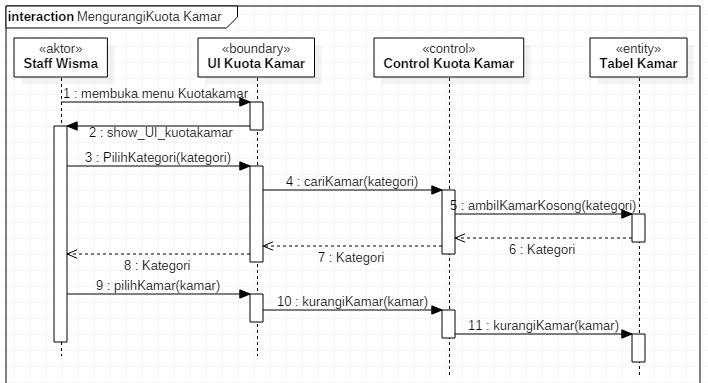 interaction MengurangiKuota Kamar
«aktor»
Staff Wisma
«boundary»
UI Kuota Kamar
«control»
Control Kuota Kamar
«entity»
Tabel Kamar
1 : membuka menu Kuotakamar
2 : show_UI_kuotakamar
3 : PilihKategori(kategori)
4 : cariKamar(kategori)
5 : ambilKamarKosong(kategori)
6 : Kategori
7 : Kategori
8 : Kategori
9 : pilihKamar(kamar)
10 : kurangiKamar(kamar)
11 : kurangiKamar(kamar)